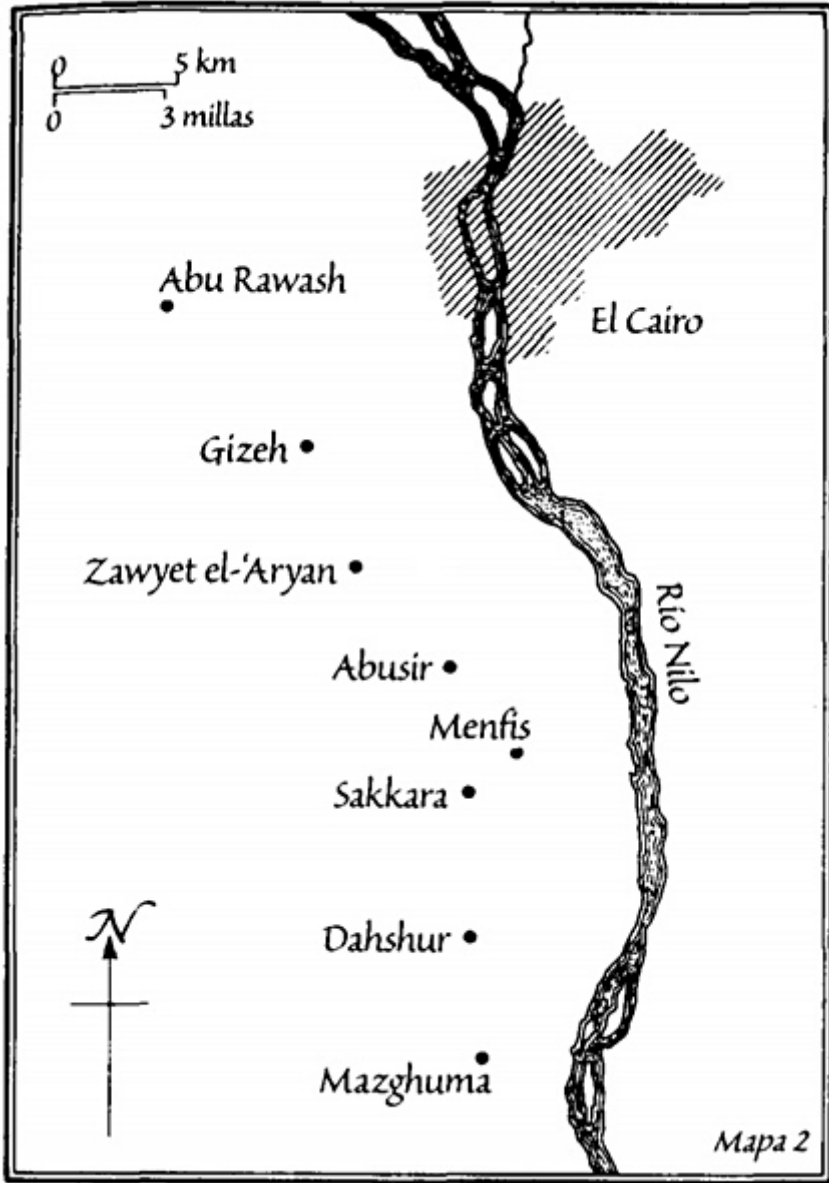 0 5 km
0 3 millas
Abu Rawash
El Cairo
Gizeh
Zawyet el-‘Aryan
Río Nilo
Abusir
Menfis
Sakkara
N
Dahshur
Mazghuma
Mapa 2